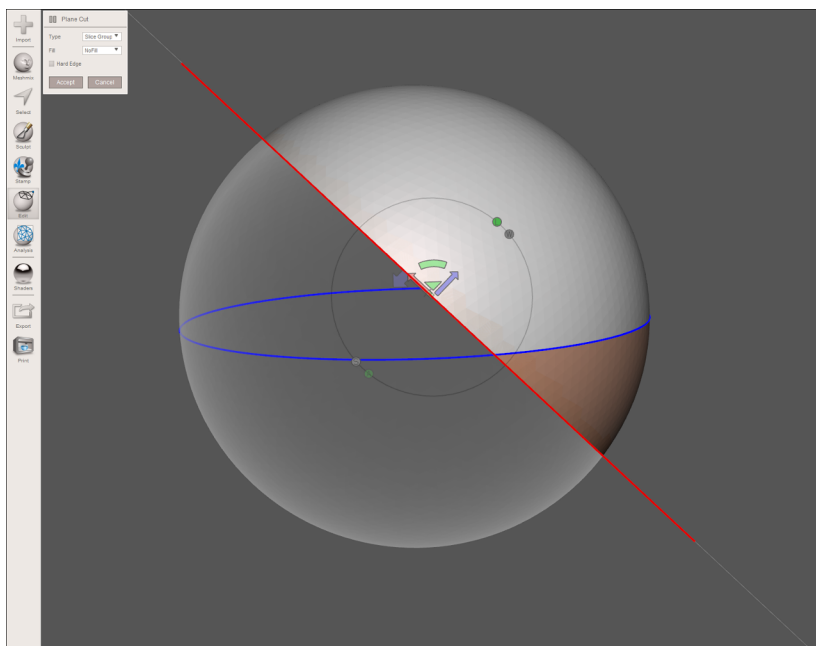 Import
Meshmix
Select
Sculpt
Stamp
Edit
Analysis
Shaders
Export
Print
Plane Cut
Type Slice Group
Fill NoFill
Hard Edge
Accept Cancel